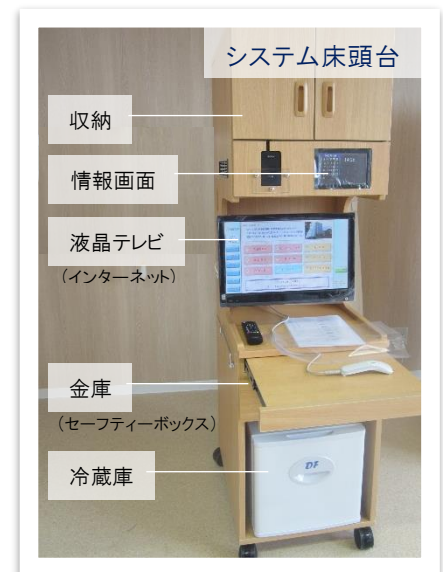 システム床頭台
収納
情報画面
液晶テレビ
(インターネット)
金庫
(セーフティーボックス)
冷蔵庫
DF